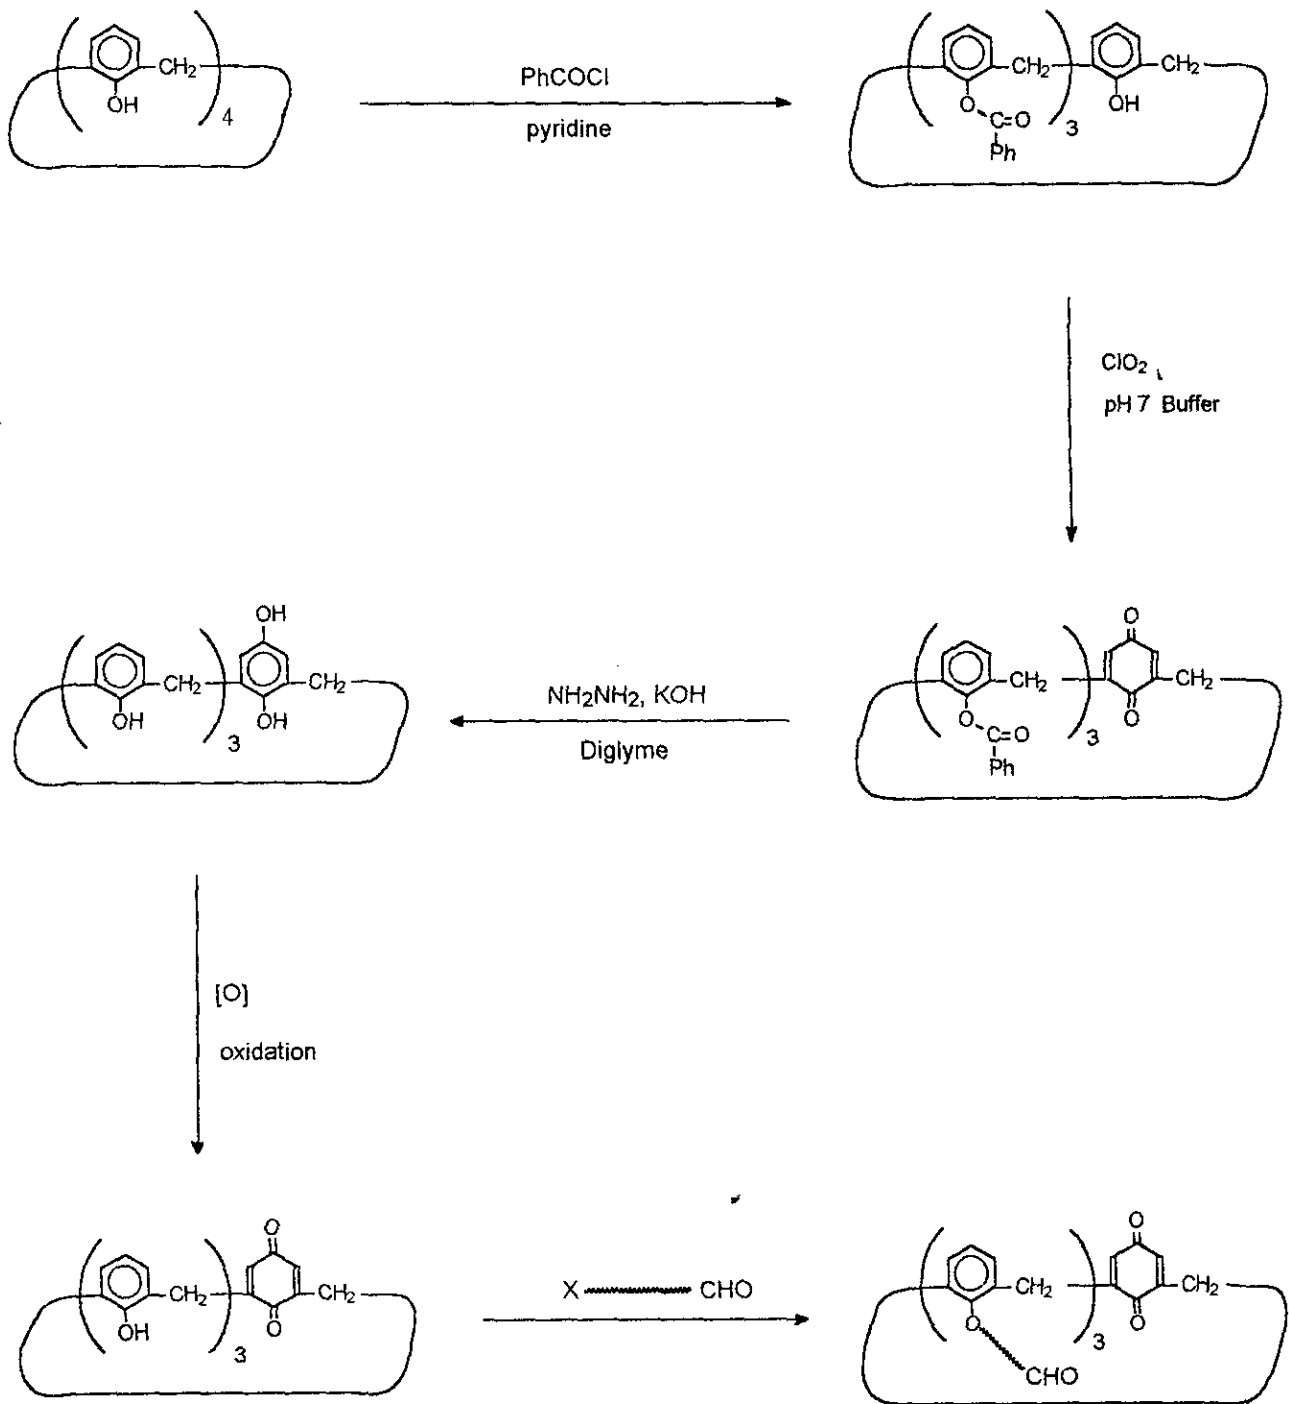 CH2
OH
4
PhCOCl
pyridine
CH2
CH2
O
OH
C=O
3
Ph
ClO2
pH 7 Buffer
OH
CH2
CH2
OH
OH
3
NH2NH2, KOH
Diglyme
O
CH2
CH2
O
O
C=O
3
Ph
[O]
oxidation
O
CH2
CH2
O
OH
3
X CHO
O
CH2
CH2
O
O
3
CHO